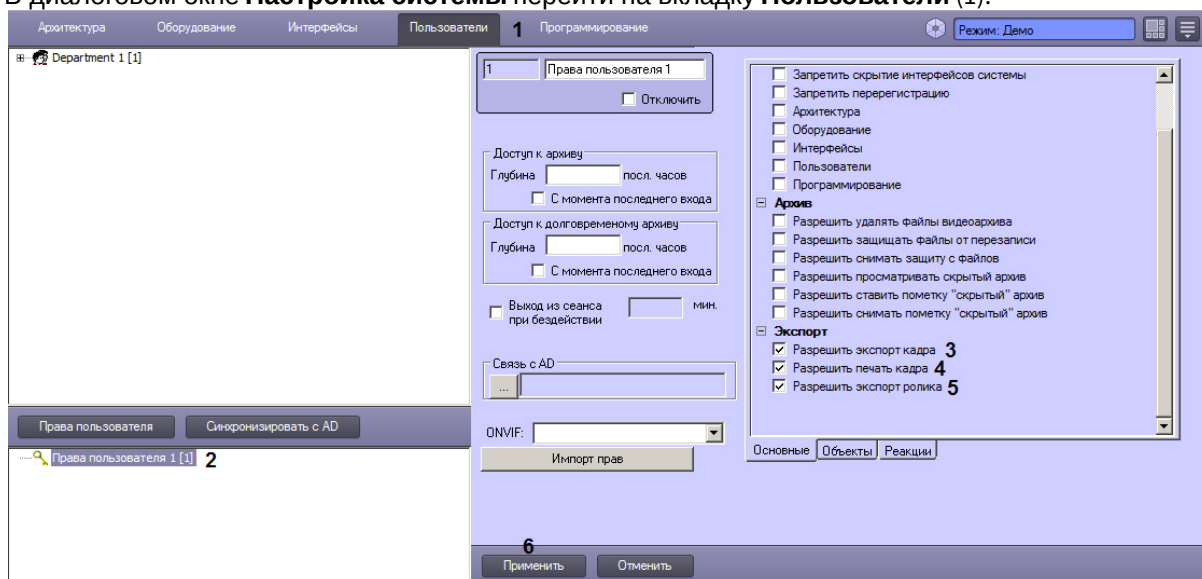 В диалоговом окне Настройка системы перейти на вкладку Пользователи (1).
Архитектура Оборудование Интерфейсы Пользователи 1 Программирование Режим: Демо
Department 1 [1]
1 Права пользователя 1
Отключить
Доступ к архиву
Глубина посл. часов
С момента последнего входа
Доступ к долговременому архиву
Глубина посл. часов
С момента последнего входа
Выход из сеанса при бездействии мин.
Связь с AD
...
ONVIF:
Импорт прав
Запретить скрытие интерфейсов системы
Запретить перерегистрацию
Архитектура
Оборудование
Интерфейсы
Пользователи
Программирование
Архив
Разрешить удалять файлы видеоархива
Разрешить защищать файлы от перезаписи
Разрешить снимать защиту с файлов
Разрешить просматривать скрытый архив
Разрешить ставить пометку "скрытый" архив
Разрешить снимать пометку "скрытый" архив
Экспорт
Разрешить экспорт кадра 3
Разрешить печать кадра 4
Разрешить экспорт ролика 5
Основные Объекты Реакции
Права пользователя Синхронизировать с AD
Права пользователя 1 [1] 2
6
Применить Отменить